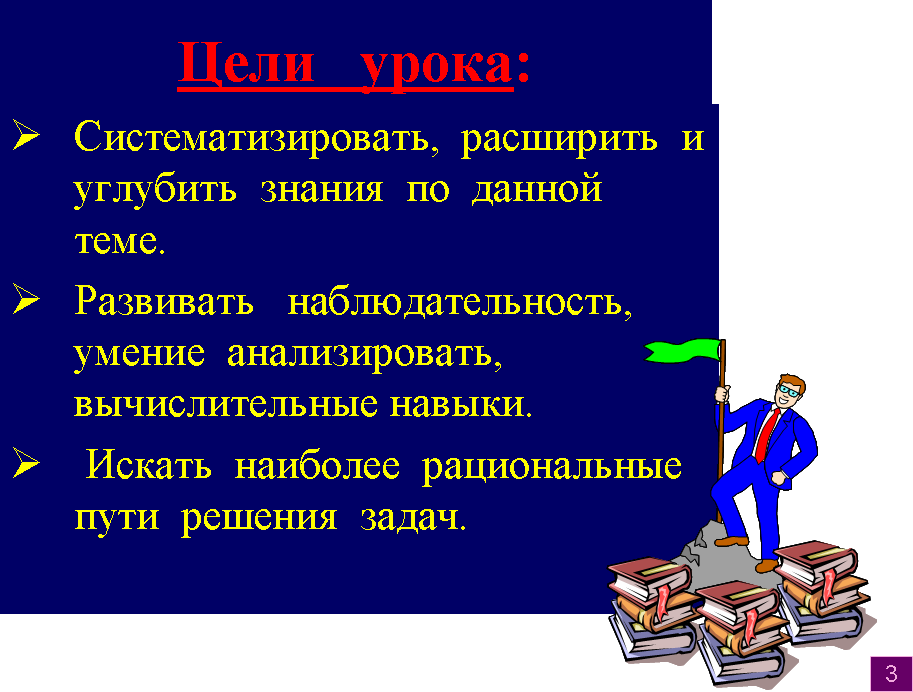 Цели урока:
➢ Систематизировать, расширить и
углубить знания по данной
теме.
➢ Развивать наблюдательность,
умение анализировать,
вычислительные навыки.
➢ Искать наиболее рациональные
пути решения задач.
3